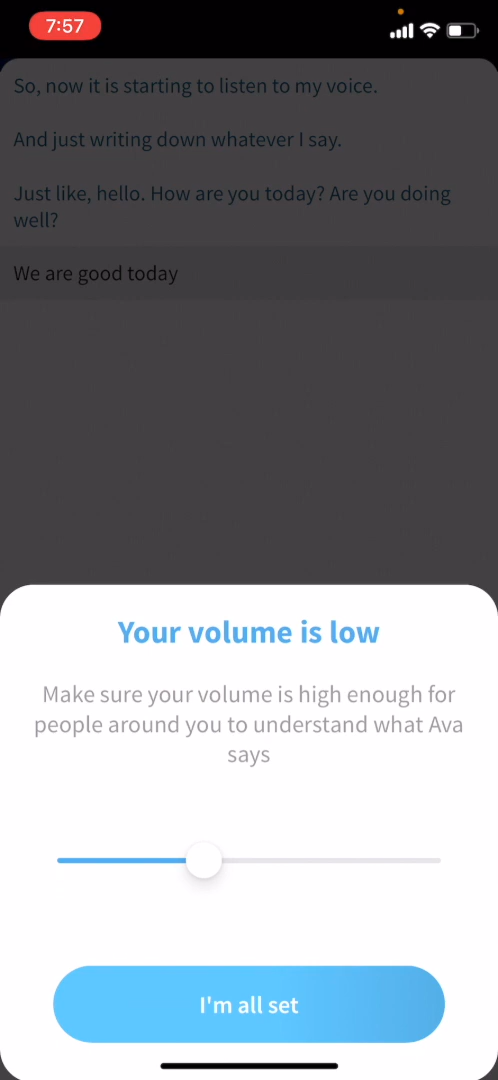 7:57
So, now it is starting to listen to my voice.
And just writing down whatever I say.
Just like, hello. How are you today? Are you doing
well?
We are good today
Your volume is low
Make sure your volume is high enough for
people around you to understand what Ava
says
I'm all set